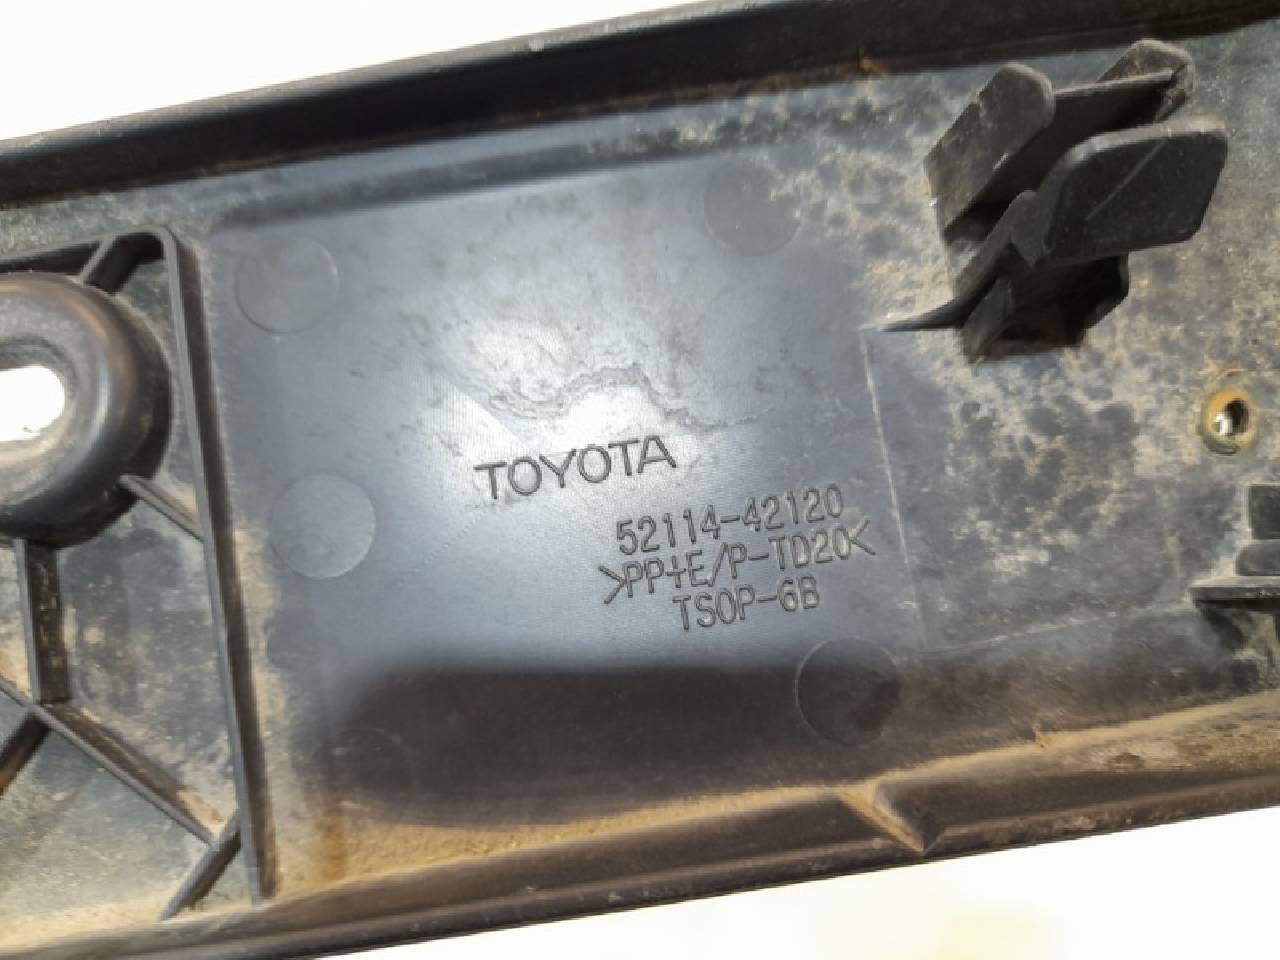 TOYOTA
52114-42120
>PP+E/P-TD20<
TSOP-6B